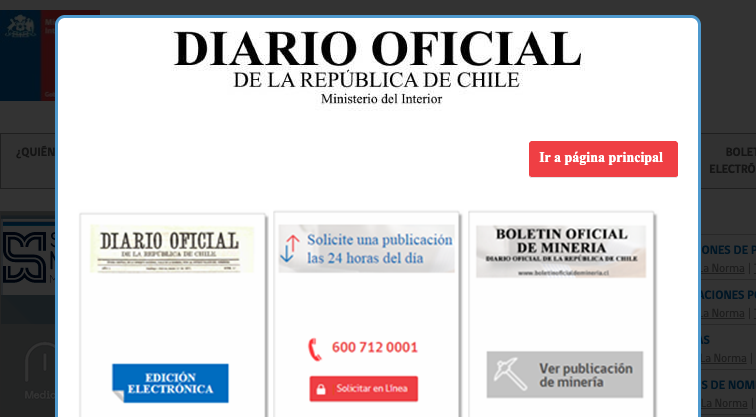 DIARIO OFICIAL
DE LA REPÚBLICA DE CHILE
Ministerio del Interior
¿QUIÉN
BOLET
ELECTRÓ
Ir a página principal
DIARIO OFICIAL
DE LA REPUBLICA DE CHILE
Solicite una publicación
las 24 horas del día
BOLETIN OFICIAL
DE MINERIA
DIARIO OFICIAL DE LA REPÚBLICA DE CHILE
www.boletinoficialdemineria.cl
ONES DE P
La Norma |
ACIONES PO
La Norma |
AS
La Norma |
S DE NOM
La Norma |
600 712 0001
EDICIÓN
ELECTRÓNICA
Solicitar en Línea
Ver publicación
de minería
Medio